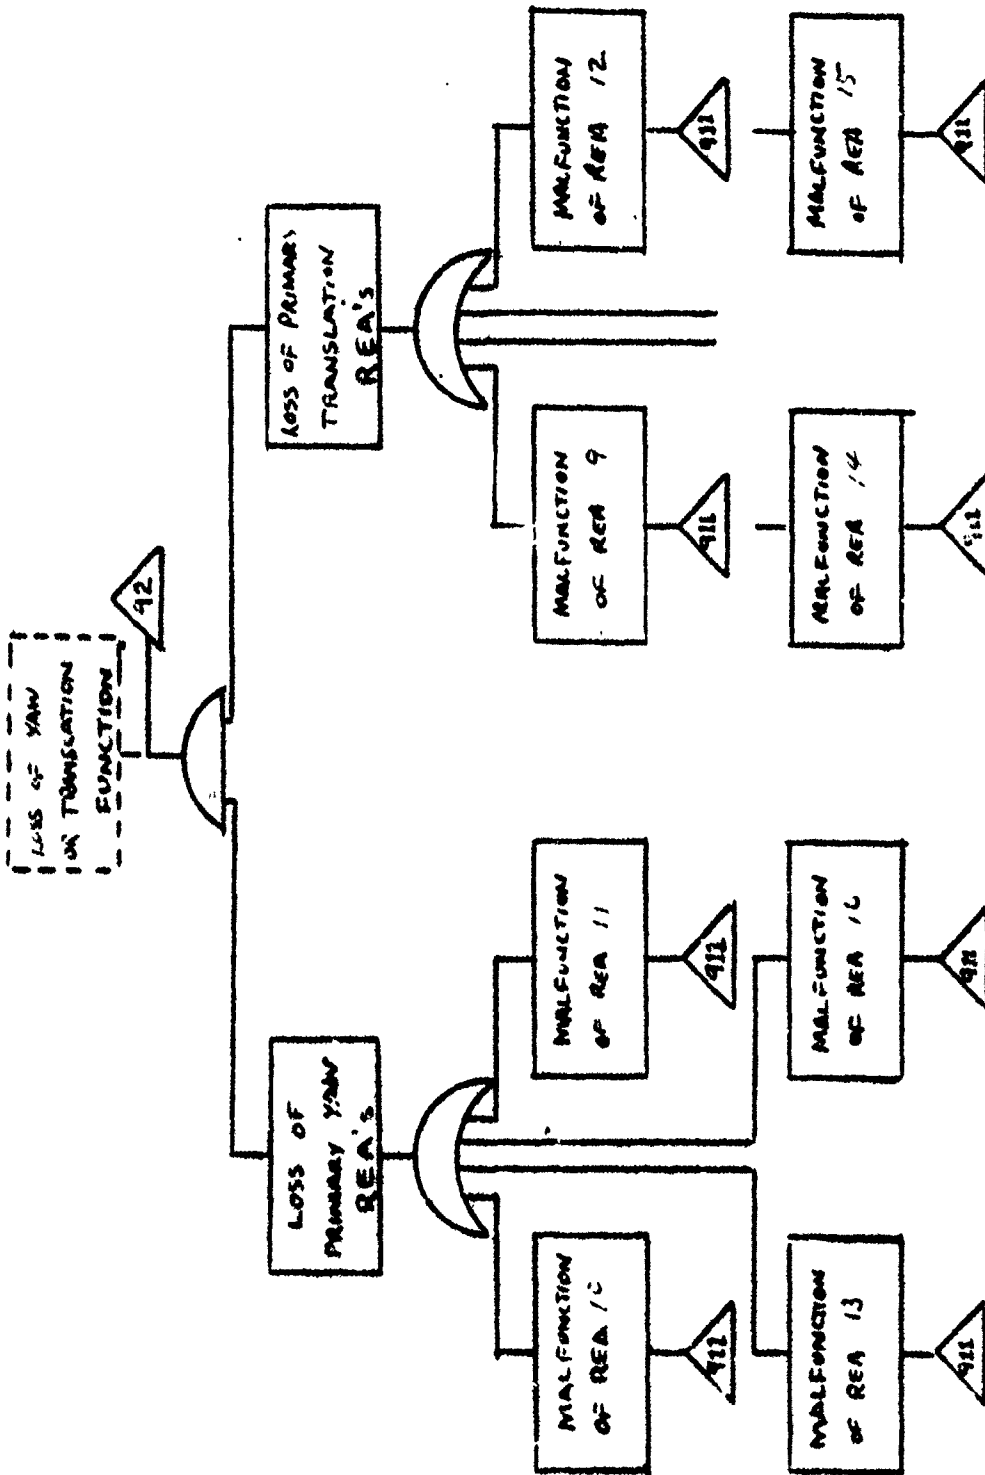 LOSS OF YAW
OR TRANSLATION
FUNCTION
92
LOSS OF
PRIMARY YAW
REA'S
LOSS OF PRIMARY
TRANSLATION
REA'S
MALFUNCTION
OF REA 10
911
MALFUNCTION
OF REA 11
911
MALFUNCTION
OF REA 9
911
MALFUNCTION
OF REA 12
911
MALFUNCTION
OF REA 13
911
MALFUNCTION
OF REA 16
911
MALFUNCTION
OF REA 14
911
MALFUNCTION
OF REA 15
911